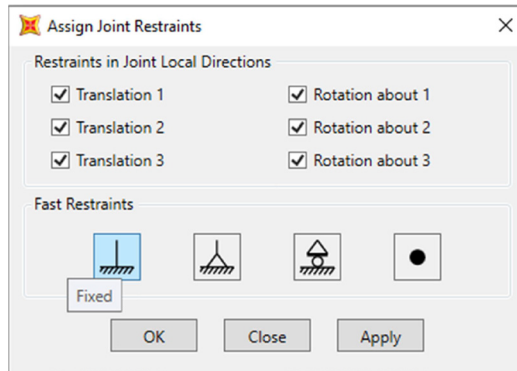 Assign Joint Restraints
Restraints in Joint Local Directions
Translation 1 Rotation about 1
Translation 2 Rotation about 2
Translation 3 Rotation about 3
Fast Restraints
Fixed
OK Close Apply